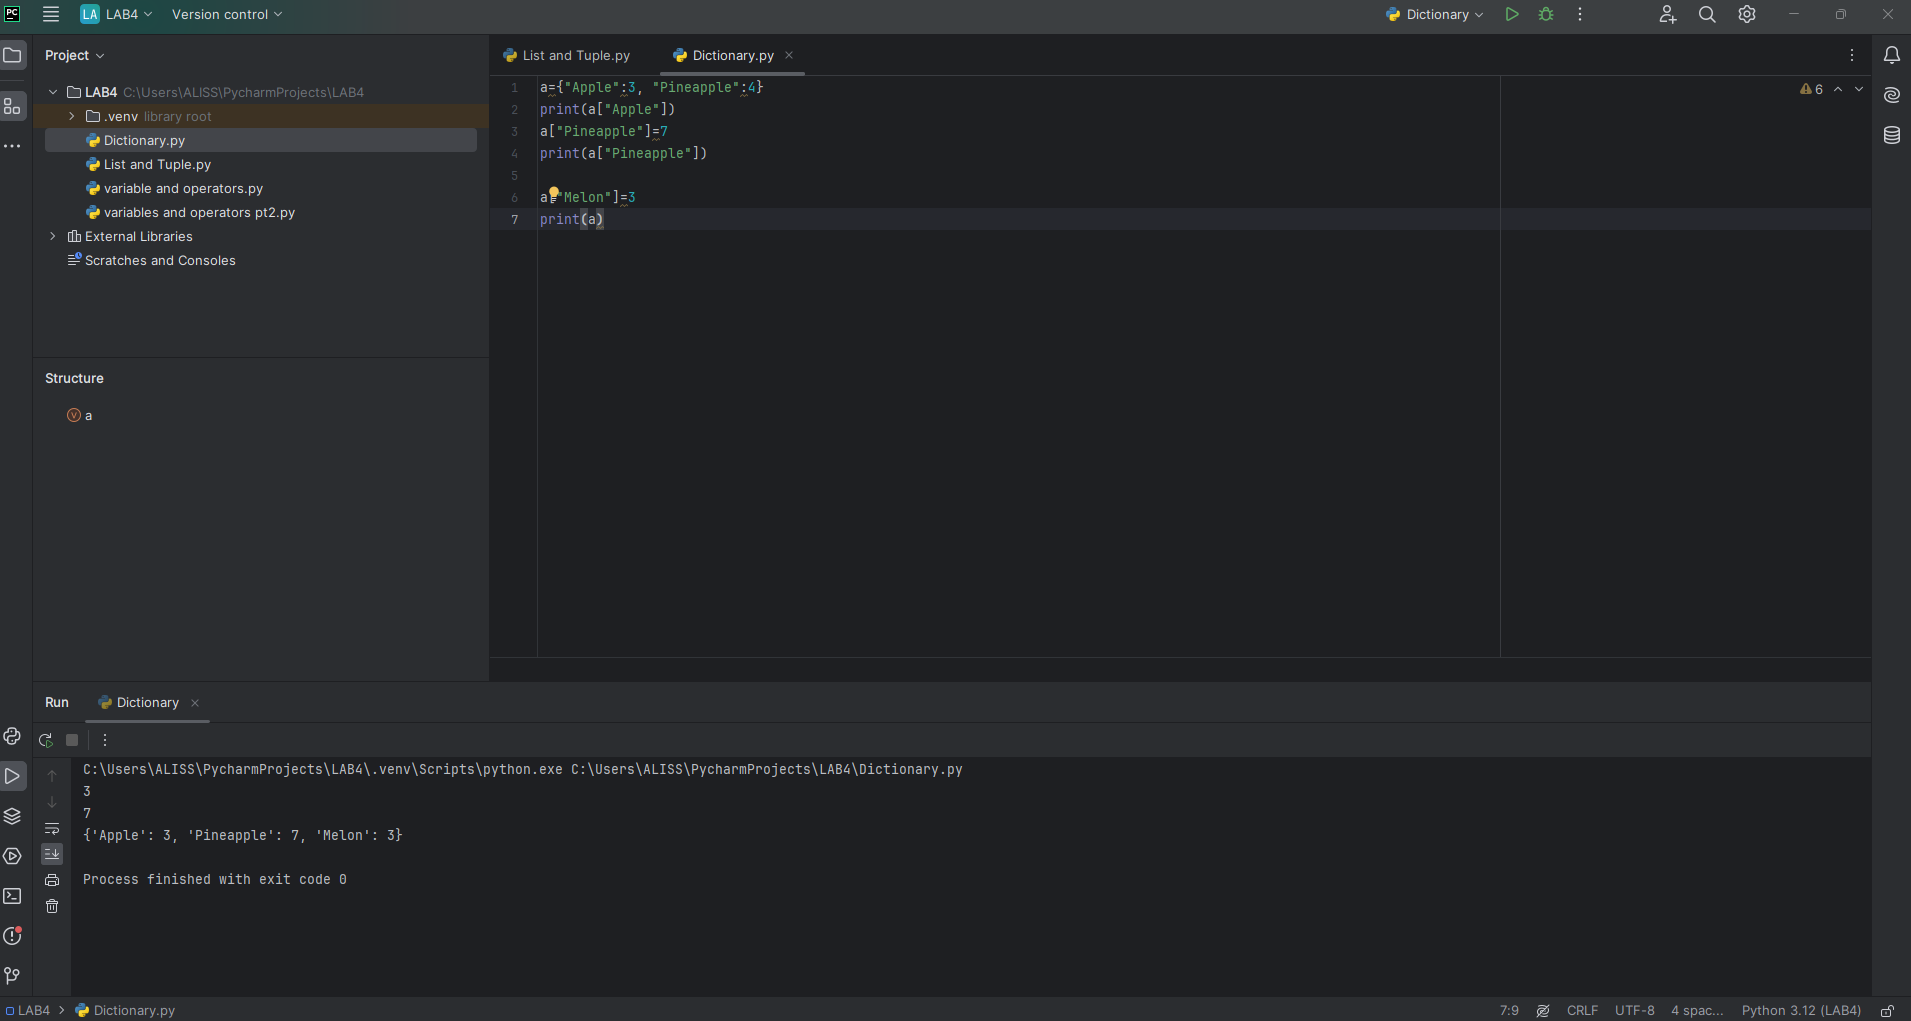 PC LA LAB4 Version control Dictionary
Project
LAB4 C:\Users\ALISS\PycharmProjects\LAB4
.venv library root
Dictionary.py
List and Tuple.py
variable and operators.py
variables and operators pt2.py
External Libraries
Scratches and Consoles
Structure
a
List and Tuple.py Dictionary.py
6
1 a={"Apple":3, "Pineapple":4}
2 print(a["Apple"])
3 a["Pineapple"]=7
4 print(a["Pineapple"])
5
6 a "Melon"]=3
7 print(a)
Run Dictionary
C:\Users\ALISS\PycharmProjects\LAB4\.venv\Scripts\python.exe C:\Users\ALISS\PycharmProjects\LAB4\Dictionary.py
3
7
{'Apple': 3, 'Pineapple': 7, 'Melon': 3}
Process finished with exit code 0
LAB4 Dictionary.py 7:9 CRLF UTF-8 4 spac... Python 3.12 (LAB4)